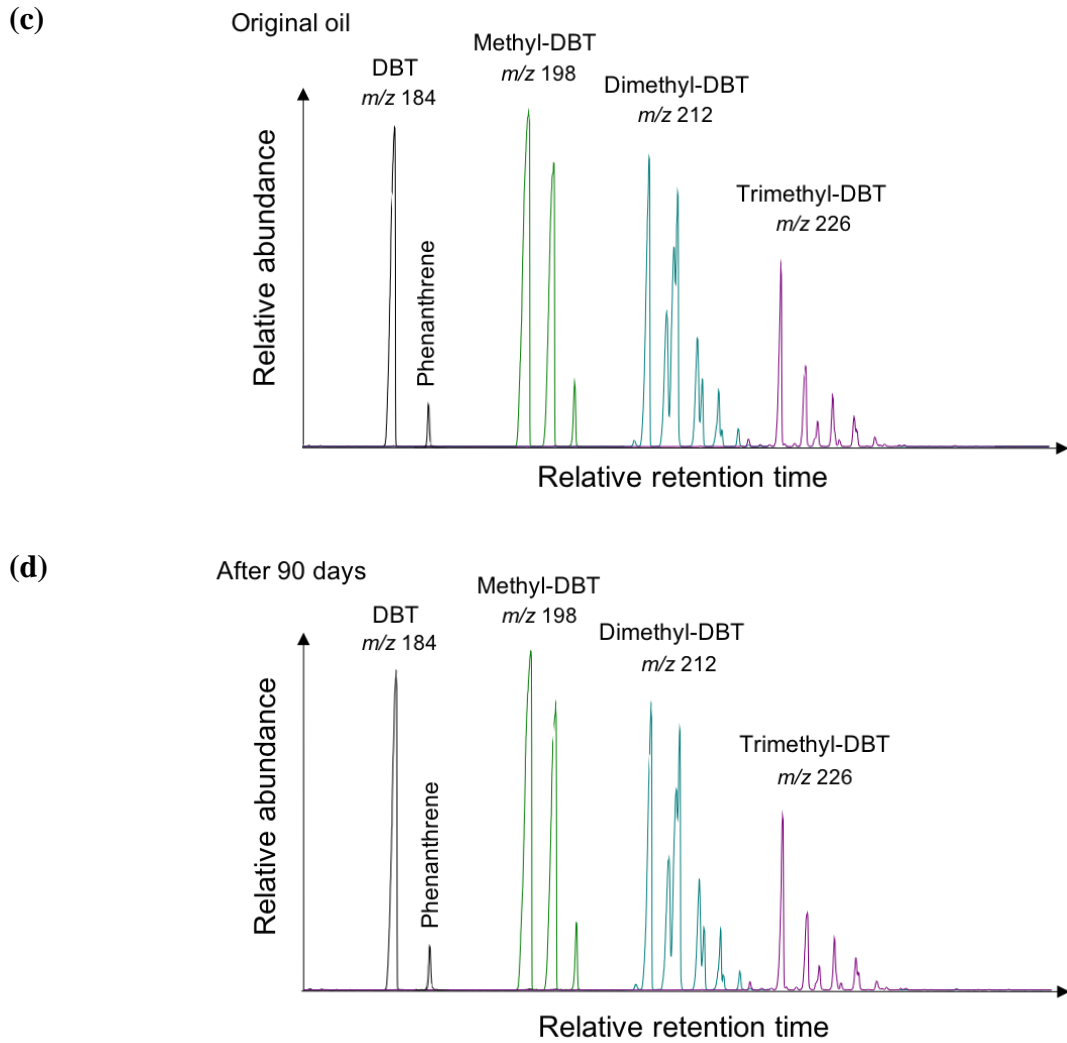 (c)
Original oil
DBT
m/z 184
Methyl-DBT
m/z 198
Dimethyl-DBT
m/z 212
Trimethyl-DBT
m/z 226
Phenanthrene
Relative abundance
Relative retention time
(d)
After 90 days
DBT
m/z 184
Methyl-DBT
m/z 198
Dimethyl-DBT
m/z 212
Trimethyl-DBT
m/z 226
Phenanthrene
Relative abundance
Relative retention time